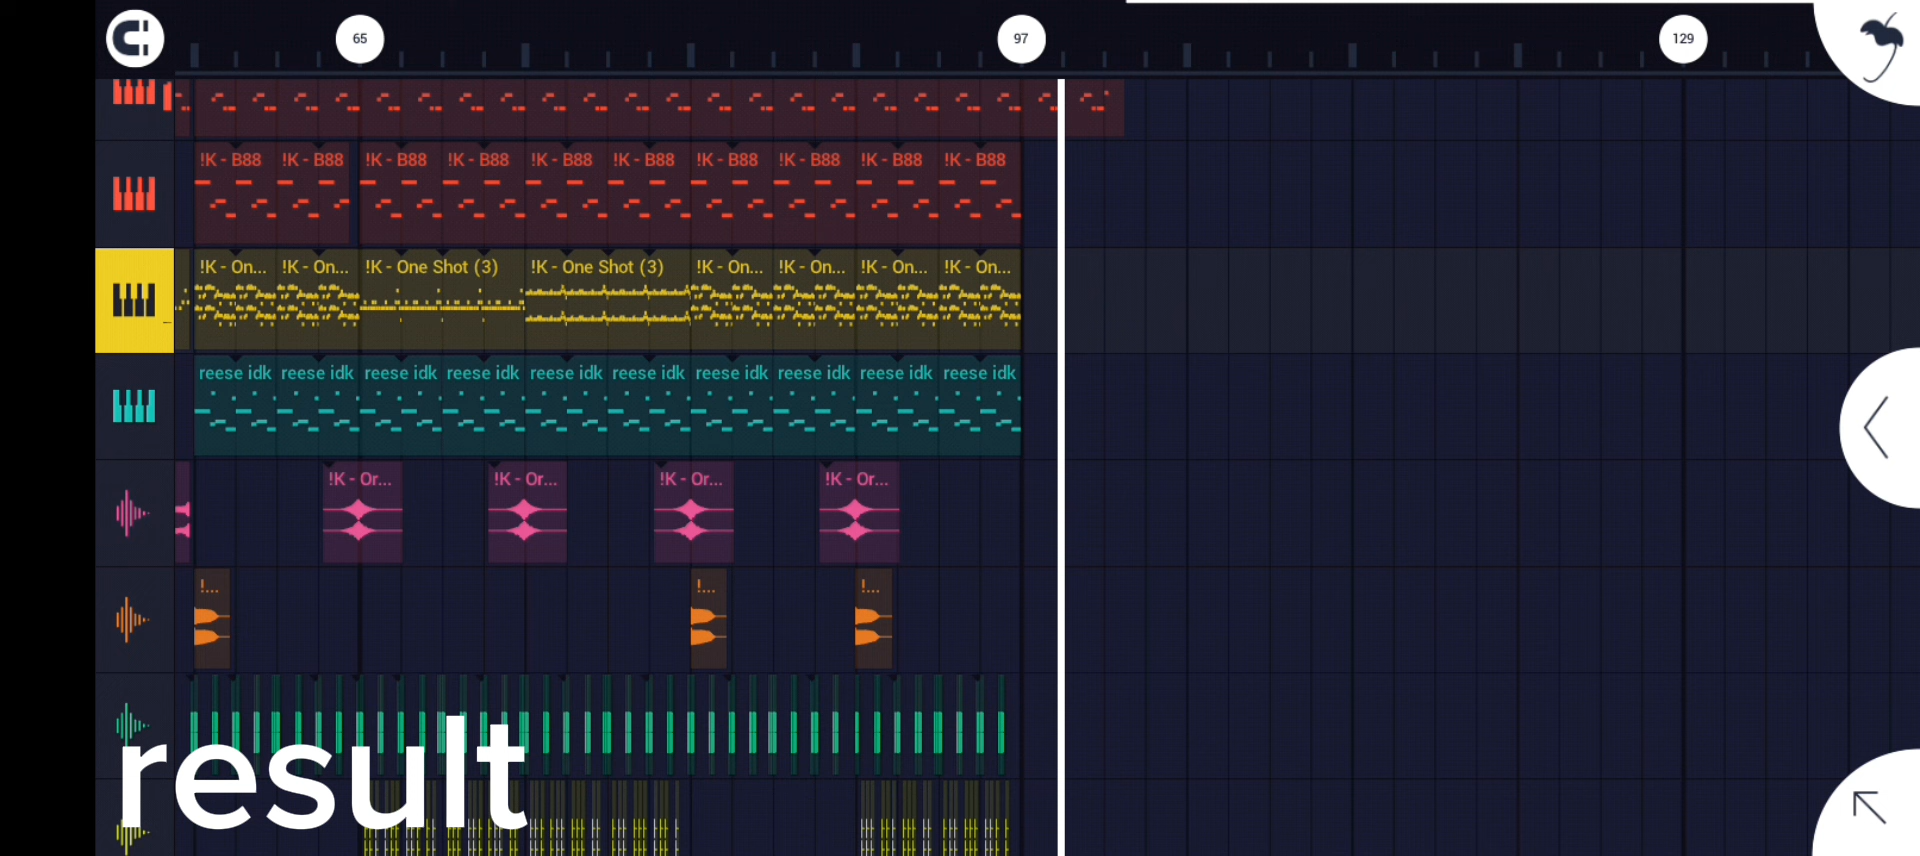 65 97 129
!K - B88 !K - B88 !K - B88 !K - B88 !K - B88 !K - B88 !K - B88 !K - B88 !K - B88 !K - B88
!K - On... !K - On... !K - One Shot (3) !K - One Shot (3) !K - On... !K - On... !K - On... !K - On...
reese idk reese idk reese idk reese idk reese idk reese idk reese idk reese idk reese idk reese idk
!K - Or... !K - Or... !K - Or... !K - Or...
!... !... !...
result